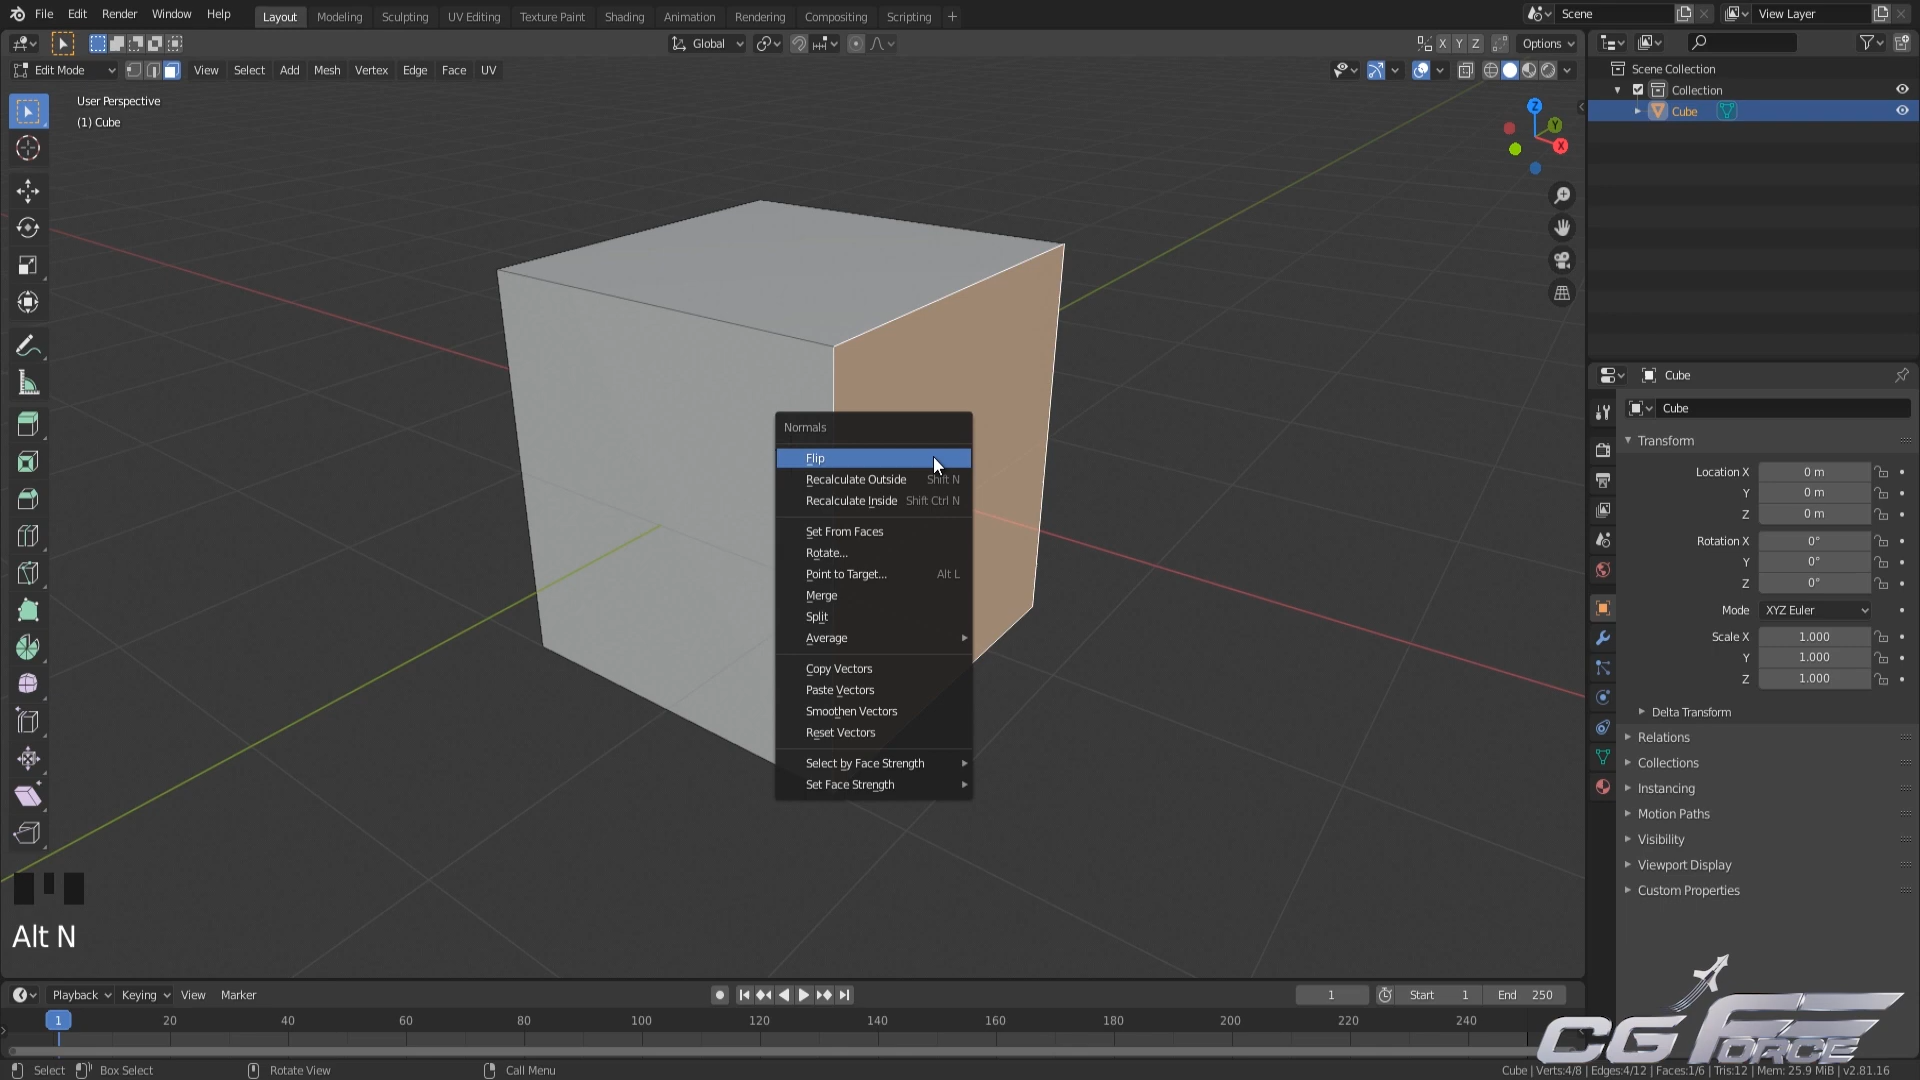 File Edit Render Window Help Layout Modeling Sculpting UV Editing Texture Paint Shading Animation Rendering Compositing Scripting + Scene View Layer
Global X Y Z Options
Edit Mode View Select Add Mesh Vertex Edge Face UV
User Perspective
(1) Cube
Z
Y
X
Scene Collection
Collection
Cube
Normals
Flip
Recalculate Outside Shift N
Recalculate Inside Shift Ctrl N
Set From Faces
Rotate...
Point to Target... Alt L
Merge
Split
Average
Copy Vectors
Paste Vectors
Smoothen Vectors
Reset Vectors
Select by Face Strength
Set Face Strength
Cube
Cube
Transform
Location X 0 m
Y 0 m
Z 0 m
Rotation X 0°
Y 0°
Z 0°
Mode XYZ Euler
Scale X 1.000
Y 1.000
Z 1.000
Delta Transform
Relations
Collections
Instancing
Motion Paths
Visibility
Viewport Display
Custom Properties
Alt N
Playback Keying View Marker 1 Start 1 End 250
1 20 40 60 80 100 120 140 160 180 200 220 240
CG FORCE
Select Box Select Rotate View Call Menu Cube | Verts:4/8 | Edges:4/12 | Faces:1/6 | Tris:12 | Mem: 25.9 MiB | v2.81.16